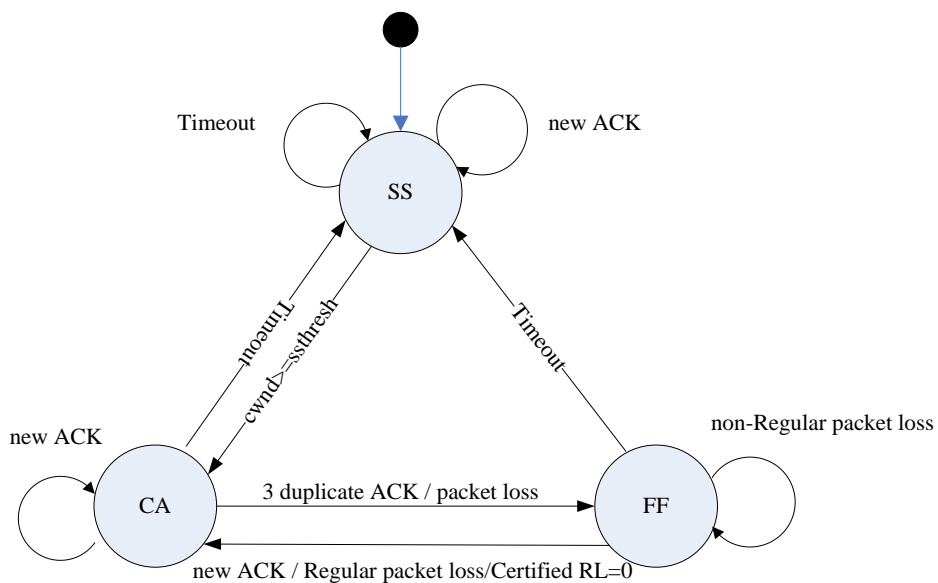 Timeout
new ACK
SS
Timeout
cwnd>=ssthresh
Timeout
new ACK
non-Regular packet loss
CA
3 duplicate ACK / packet loss
FF
new ACK / Regular packet loss/Certified RL=0